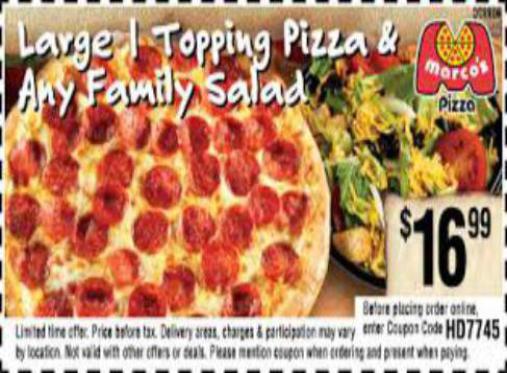 Large 1 Topping Pizza &
Any Family Salad
marco's
Pizza
$16.99
Before placing order online,
enter Coupon Code HD7745
Limited time offer. Price before tax. Delivery areas, charges & participation may vary
by location. Not valid with other offers or deals. Please mention coupon when ordering and present when paying.